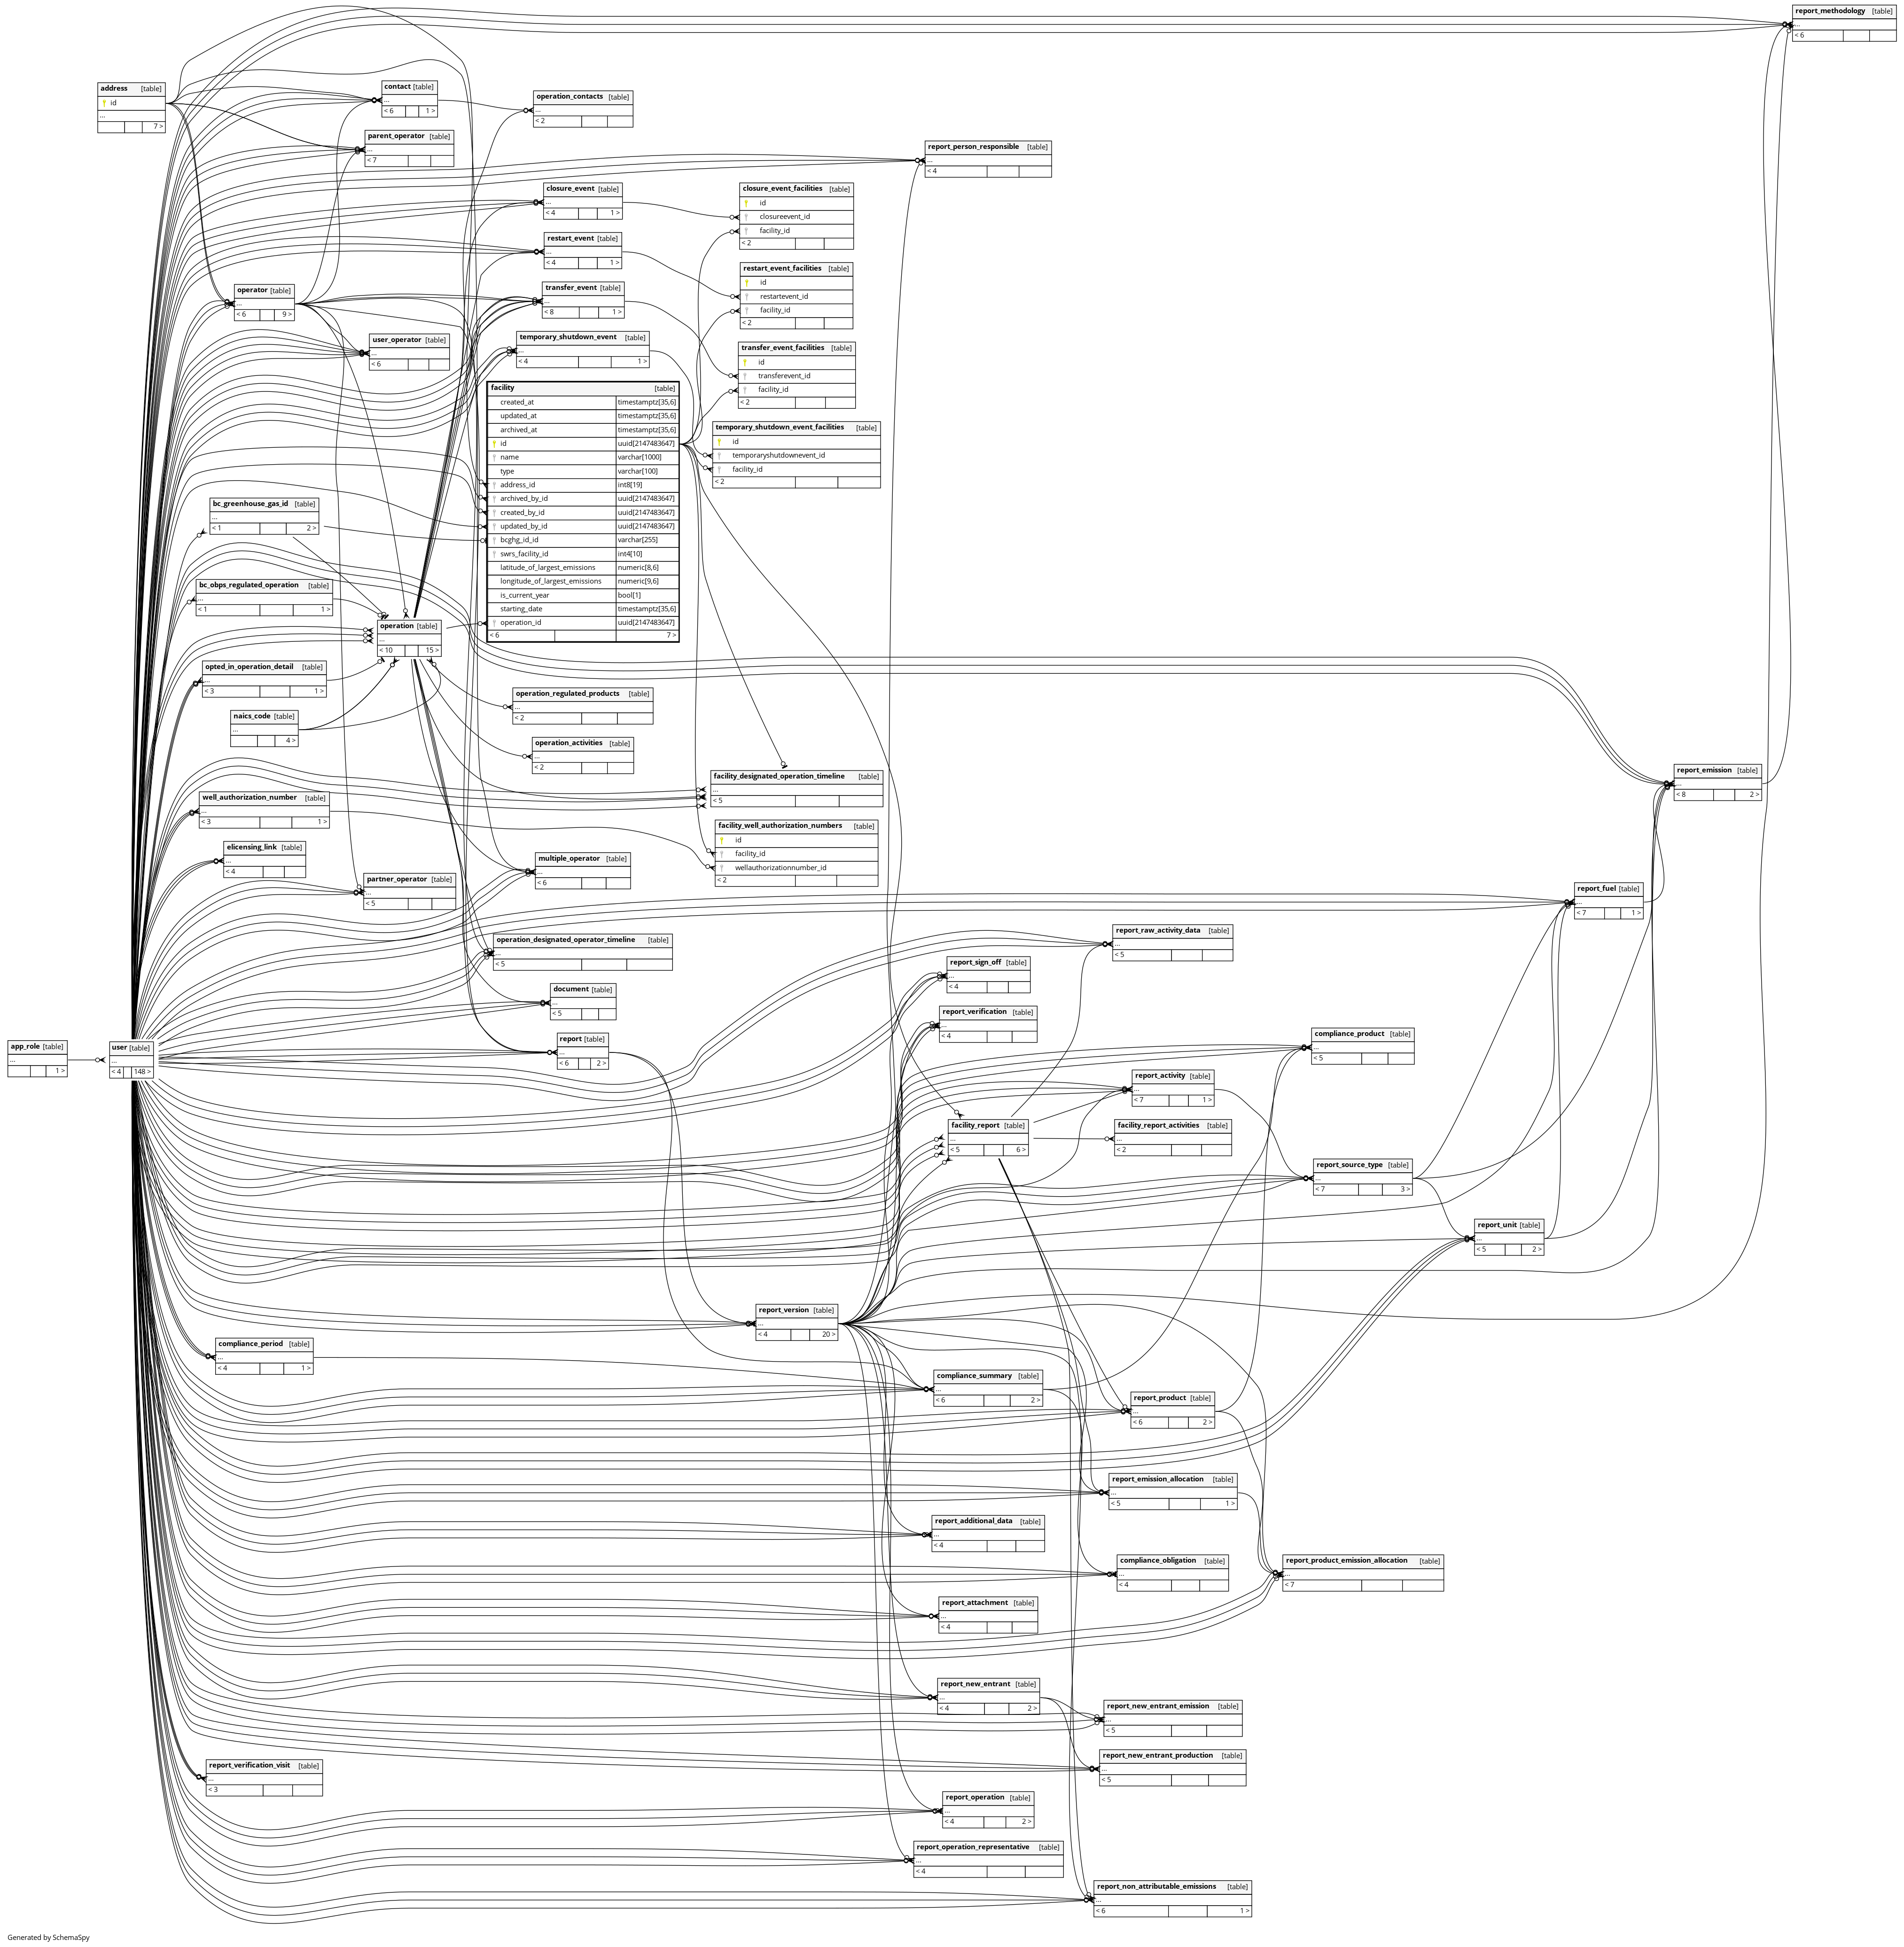 report_methodology [table]
...
< 6
address [table]
id
...
7 >
contact [table]
...
< 6 1 >
operation_contacts [table]
...
< 2
parent_operator [table]
...
< 7
report_person_responsible [table]
...
< 4
closure_event [table]
...
< 4 1 >
closure_event_facilities [table]
id
closureevent_id
facility_id
< 2
restart_event [table]
...
< 4 1 >
restart_event_facilities [table]
id
restartevent_id
facility_id
< 2
operator [table]
...
< 6 9 >
transfer_event [table]
...
< 8 1 >
user_operator [table]
...
< 6
temporary_shutdown_event [table]
...
< 4 1 >
transfer_event_facilities [table]
id
transferevent_id
facility_id
< 2
facility [table]
created_at timestamptz[35,6]
updated_at timestamptz[35,6]
archived_at timestamptz[35,6]
id uuid[2147483647]
name varchar[1000]
type varchar[100]
address_id int8[19]
archived_by_id uuid[2147483647]
created_by_id uuid[2147483647]
updated_by_id uuid[2147483647]
bcghg_id_id varchar[255]
swrs_facility_id int4[10]
latitude_of_largest_emissions numeric[8,6]
longitude_of_largest_emissions numeric[9,6]
is_current_year bool[1]
starting_date timestamptz[35,6]
operation_id uuid[2147483647]
< 6 7 >
temporary_shutdown_event_facilities [table]
id
temporaryshutdownevent_id
facility_id
< 2
bc_greenhouse_gas_id [table]
...
< 1 2 >
bc_obps_regulated_operation [table]
...
< 1 1 >
operation [table]
...
< 10 15 >
opted_in_operation_detail [table]
...
< 3 1 >
naics_code [table]
...
4 >
operation_regulated_products [table]
...
< 2
operation_activities [table]
...
< 2
facility_designated_operation_timeline [table]
...
< 5
report_emission [table]
...
< 8 2 >
well_authorization_number [table]
...
< 3 1 >
facility_well_authorization_numbers [table]
id
facility_id
wellauthorizationnumber_id
< 2
elicensing_link [table]
...
< 4
multiple_operator [table]
...
< 6
partner_operator [table]
...
< 5
report_fuel [table]
...
< 7 1 >
report_raw_activity_data [table]
...
< 5
operation_designated_operator_timeline [table]
...
< 5
report_sign_off [table]
...
< 4
document [table]
...
< 5
report_verification [table]
...
< 4
compliance_product [table]
...
< 5
report [table]
...
< 6 2 >
app_role [table]
...
1 >
user [table]
...
< 4 148 >
report_activity [table]
...
< 7 1 >
facility_report [table]
...
< 5 6 >
facility_report_activities [table]
...
< 2
report_source_type [table]
...
< 7 3 >
report_unit [table]
...
< 5 2 >
report_version [table]
...
< 4 20 >
compliance_period [table]
...
< 4 1 >
compliance_summary [table]
...
< 6 2 >
report_product [table]
...
< 6 2 >
report_emission_allocation [table]
...
< 5 1 >
report_additional_data [table]
...
< 4
compliance_obligation [table]
...
< 4
report_product_emission_allocation [table]
...
< 7
report_attachment [table]
...
< 4
report_new_entrant [table]
...
< 4 2 >
report_new_entrant_emission [table]
...
< 5
report_new_entrant_production [table]
...
< 5
report_verification_visit [table]
...
< 3
report_operation [table]
...
< 4 2 >
report_operation_representative [table]
...
< 4
report_non_attributable_emissions [table]
...
< 6 1 >
Generated by SchemaSpy